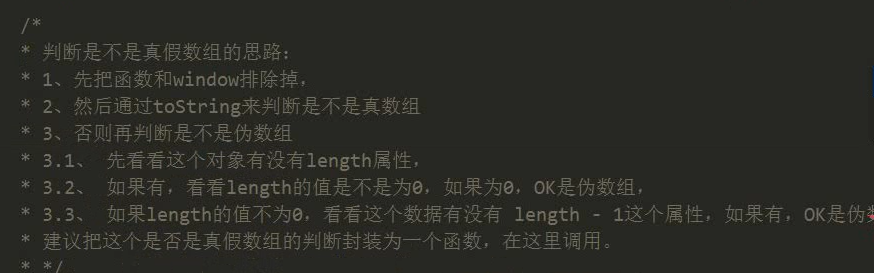 /*
* 判断是不是真假数组的思路：
* 1、先把函数和window排除掉，
* 2、然后通过toString来判断是不是真数组
* 3、否则再判断是不是伪数组
* 3.1、 先看看这个对象有没有length属性，
* 3.2、 如果有，看看length的值是不是为0，如果为0，OK是伪数组，
* 3.3、 如果length的值不为0，看看这个数据有没有 length - 1这个属性，如果有，OK是伪
* 建议把这个是否是真假数组的判断封装为一个函数，在这里调用。
* */